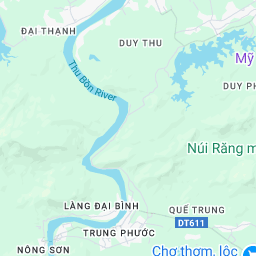 ĐẠI THẠNH
DUY THU
Mỹ
Thu Bồn River
DUY PH
Núi Răng m
LÀNG ĐẠI BÌNH
QUẾ TRUNG
DT611
TRUNG PHƯỚC
NÔNG SƠN
Chợ thơm, lộc